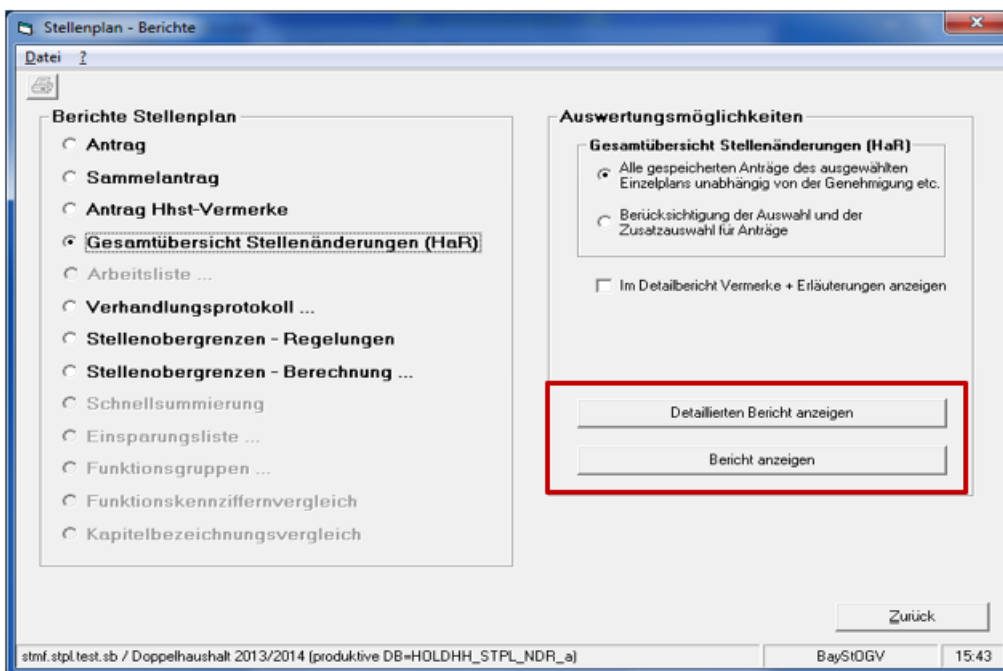 Stellenplan - Berichte
Datei ?
Berichte Stellenplan
Antrag
Sammelantrag
Antrag Hhst-Vermerke
Gesamtübersicht Stellenänderungen (HaR)
Arbeitsliste ...
Verhandlungsprotokoll ...
Stellenobergrenzen - Regelungen
Stellenobergrenzen - Berechnung ...
Schnellsummierung
Einsparungsliste ...
Funktionsgruppen ...
Funktionskennziffernvergleich
Kapitelbezeichnungsvergleich
Auswertungsmöglichkeiten
Gesamtübersicht Stellenänderungen (HaR)
Alle gespeicherten Anträge des ausgewählten
Einzelplans unabhängig von der Genehmigung etc.
Berücksichtigung der Auswahl und der
Zusatzauswahl für Anträge
Im Detailbericht Vermerke + Erläuterungen anzeigen
Detaillierten Bericht anzeigen
Bericht anzeigen
Zurück
stmf.stpl.test.sb / Doppelhaushalt 2013/2014 (produktive DB=HOLDHH_STPL_NDR_a)
BayStOGV
15:43